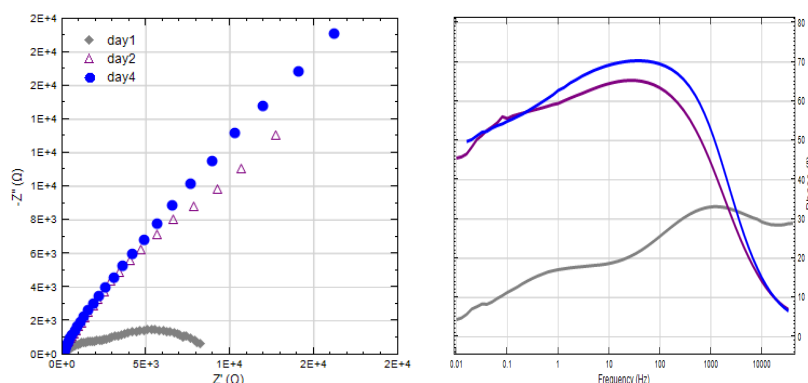 2E+4
2E+4
2E+4
1E+4
1E+4
8E+3
6E+3
4E+3
2E+3
0E+0
-Z'' (Ω)
day1
day2
day4
0E+0
5E+3
1E+4
2E+4
2E+4
Z' (Ω)
80
70
60
50
40
30
20
10
0
0.01
0.1
1
10
100
1000
10000
Frequency (Hz)